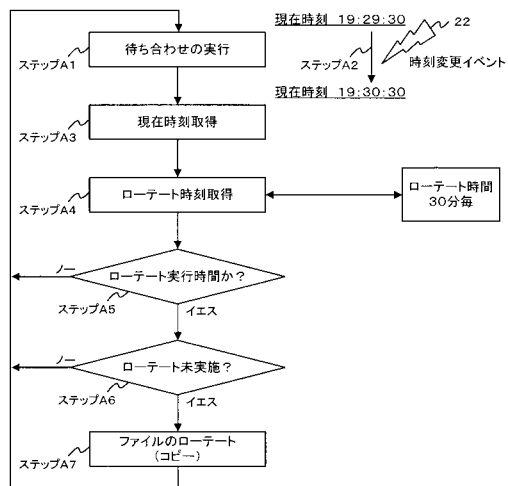 現在時刻 19:29:30
22
待ち合わせの実行
ステップA1
ステップA2
時刻変更イベント
現在時刻 19:30:30
現在時刻取得
ステップA3
ローテート時刻取得
ステップA4
ローテート時間
30分毎
ノー
ローテート実行時間か?
ステップA5
イエス
ノー
ローテート未実施?
ステップA6
イエス
ファイルのローテート
(コピー)
ステップA7